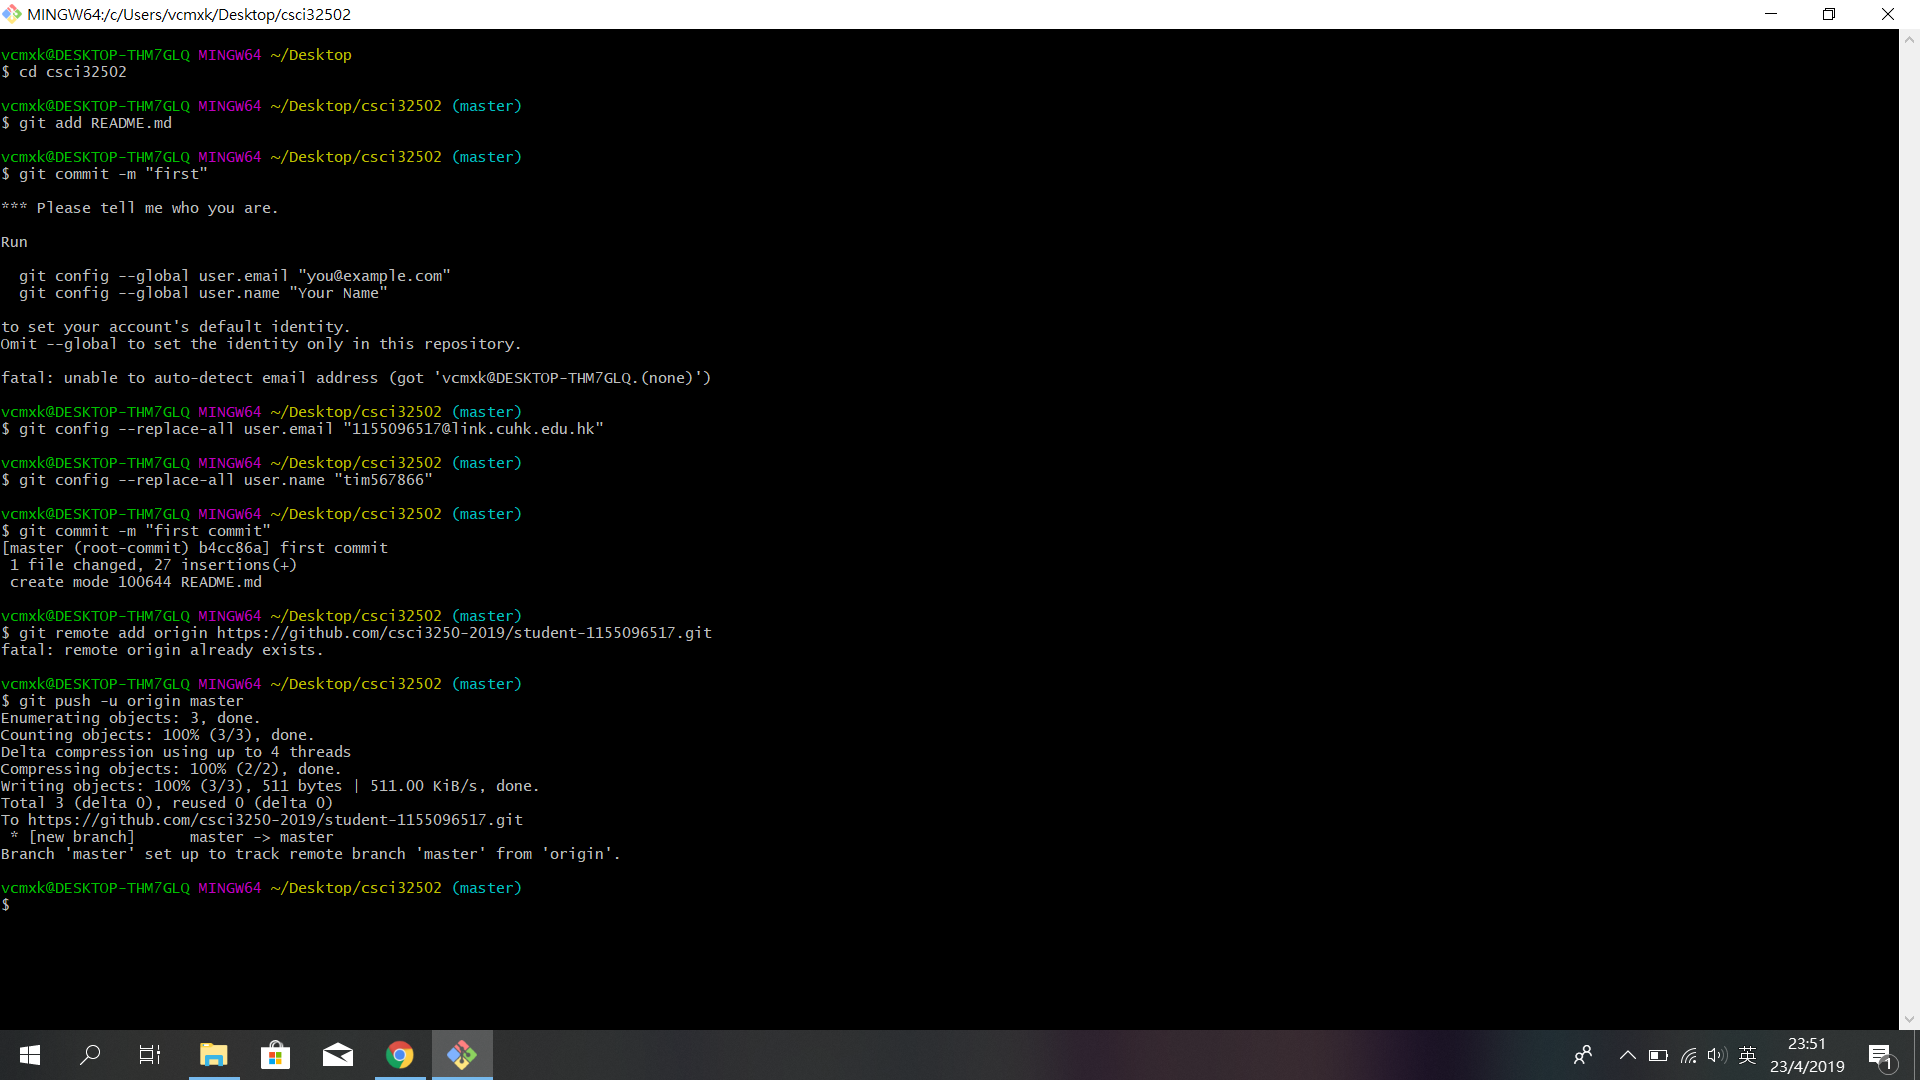 MINGW64:/c/Users/vcmxk/Desktop/csci32502
vcmxk@DESKTOP-THM7GLQ MINGW64 ~/Desktop
$ cd csci32502
vcmxk@DESKTOP-THM7GLQ MINGW64 ~/Desktop/csci32502 (master)
$ git add README.md
vcmxk@DESKTOP-THM7GLQ MINGW64 ~/Desktop/csci32502 (master)
$ git commit -m "first"
*** Please tell me who you are.
Run
  git config --global user.email "you@example.com"
  git config --global user.name "Your Name"
to set your account's default identity.
Omit --global to set the identity only in this repository.
fatal: unable to auto-detect email address (got 'vcmxk@DESKTOP-THM7GLQ.(none)')
vcmxk@DESKTOP-THM7GLQ MINGW64 ~/Desktop/csci32502 (master)
$ git config --replace-all user.email "1155096517@link.cuhk.edu.hk"
vcmxk@DESKTOP-THM7GLQ MINGW64 ~/Desktop/csci32502 (master)
$ git config --replace-all user.name "tim567866"
vcmxk@DESKTOP-THM7GLQ MINGW64 ~/Desktop/csci32502 (master)
$ git commit -m "first commit"
[master (root-commit) b4cc86a] first commit
 1 file changed, 27 insertions(+)
 create mode 100644 README.md
vcmxk@DESKTOP-THM7GLQ MINGW64 ~/Desktop/csci32502 (master)
$ git remote add origin https://github.com/csci3250-2019/student-1155096517.git
fatal: remote origin already exists.
vcmxk@DESKTOP-THM7GLQ MINGW64 ~/Desktop/csci32502 (master)
$ git push -u origin master
Enumerating objects: 3, done.
Counting objects: 100% (3/3), done.
Delta compression using up to 4 threads
Compressing objects: 100% (2/2), done.
Writing objects: 100% (3/3), 511 bytes | 511.00 KiB/s, done.
Total 3 (delta 0), reused 0 (delta 0)
To https://github.com/csci3250-2019/student-1155096517.git
 * [new branch]      master -> master
Branch 'master' set up to track remote branch 'master' from 'origin'.
vcmxk@DESKTOP-THM7GLQ MINGW64 ~/Desktop/csci32502 (master)
$
英
23:51
23/4/2019
1